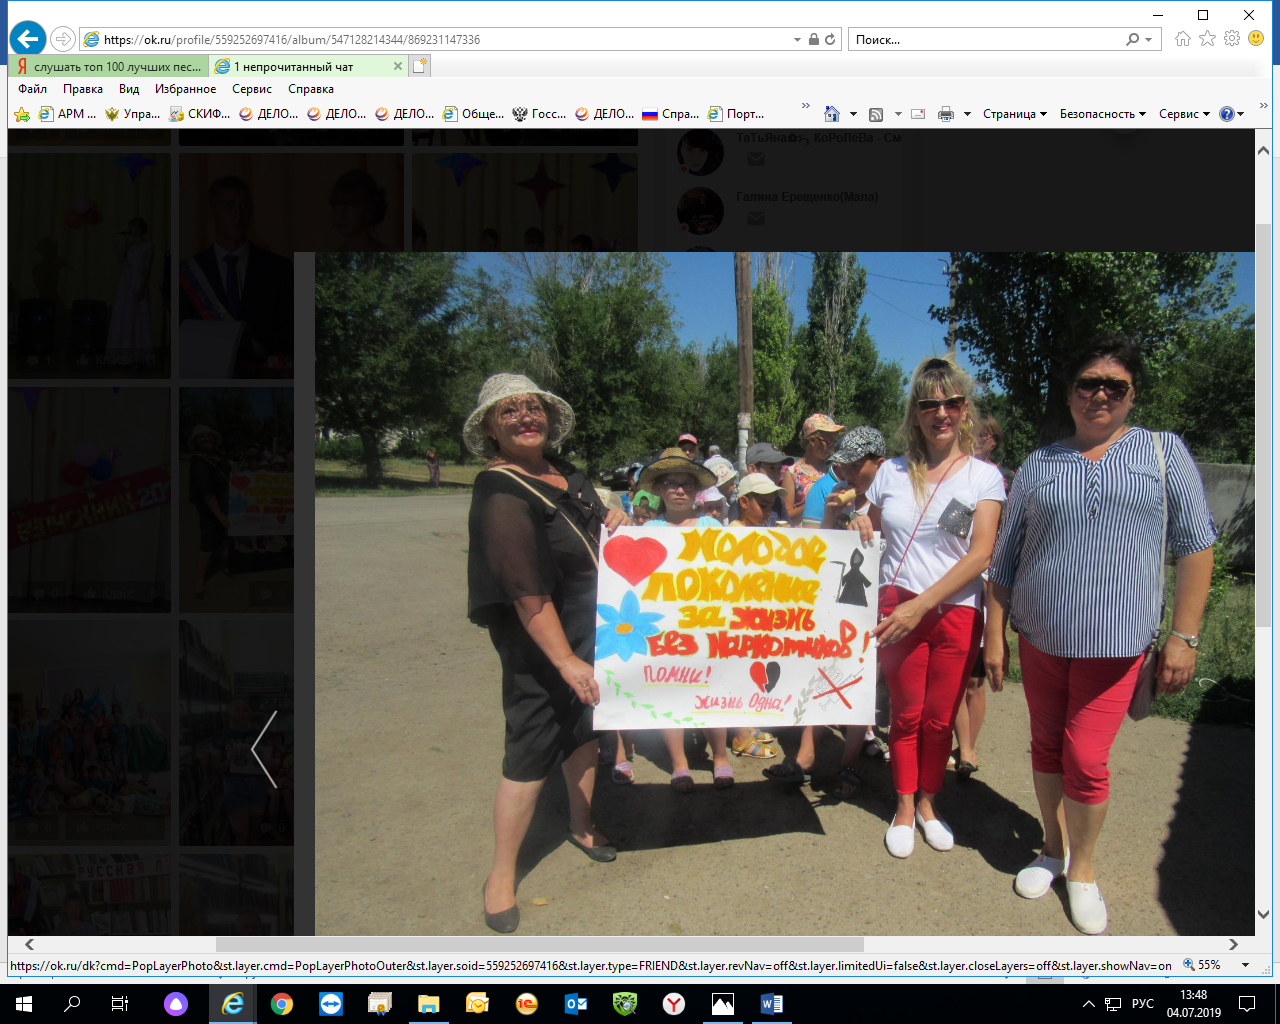 https://ok.ru/profile/559252697416/album/547128214344/869231147336
Поиск...
слушать топ 100 лучших пес...
1 непрочитанный чат
Файл Правка Вид Избранное Сервис Справка
АРМ ... Упра... СКИФ... ДЕЛО... ДЕЛО... ДЕЛО... Обще... Госс... ДЕЛО... Спра... Порт...
Страница Безопасность Сервис
Галина Ерещенко(Мапа)
Молодое
поколение
за жизнь
без наркотиков!
Помни!
жизнь одна!
РУССКАЯ Л
https://ok.ru/dk?cmd=PopLayerPhoto&st.layer.cmd=PopLayerPhotoOuter&st.layer.soid=559252697416&st.layer.type=FRIEND&st.layer.revNav=off&st.layer.limitedUi=false&st.layer.closeLayers=off&st.layer.showNav=on
55%
РУС
13:48
04.07.2019